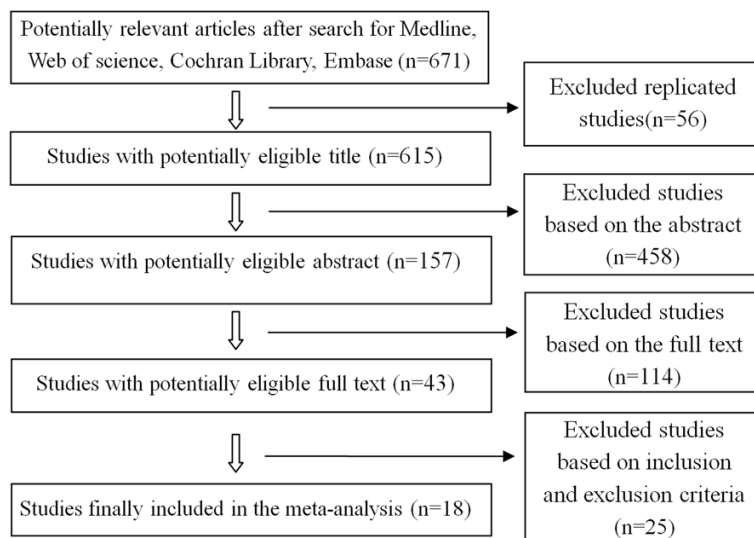 Potentially relevant articles after search for Medline,
Web of science, Cochran Library, Embase (n=671)
Excluded replicated
studies(n=56)
Studies with potentially eligible title (n=615)
Excluded studies
based on the abstract
(n=458)
Studies with potentially eligible abstract (n=157)
Excluded studies
based on the full text
(n=114)
Studies with potentially eligible full text (n=43)
Excluded studies
based on inclusion
and exclusion criteria
(n=25)
Studies finally included in the meta-analysis (n=18)